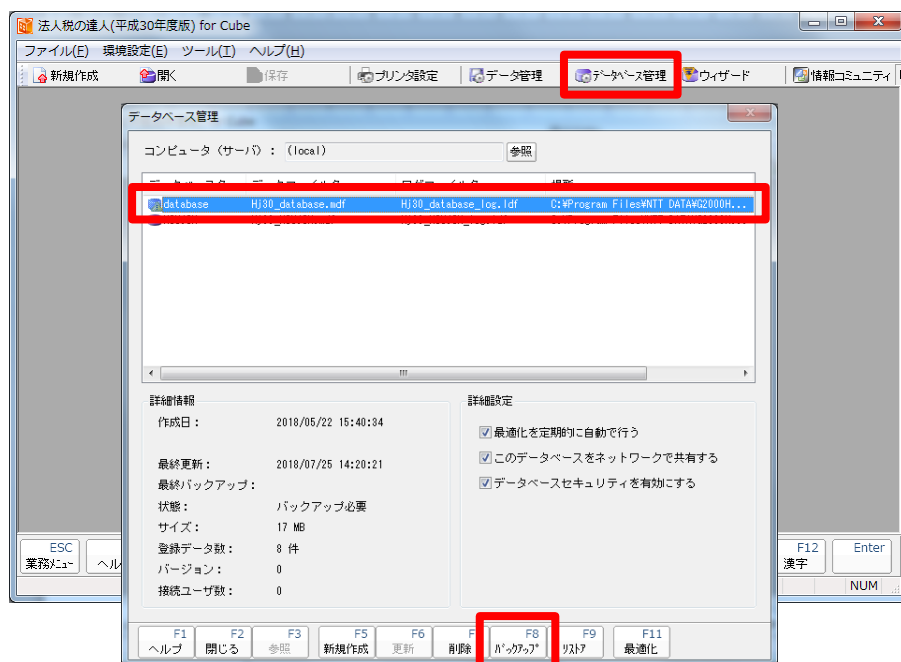 法人税の達人(平成30年度版) for Cube
ファイル(F) 環境設定(E) ツール(T) ヘルプ(H)
新規作成 開く 保存 プリンタ設定 データ管理 データベース管理 ウィザード 情報コミュニティ
データベース管理
コンピュータ（サーバ）： (local) 参照
database Hj30_database.mdf Hj30_database_log.ldf C:¥Program Files¥NTT DATA¥G2000H...
詳細情報 詳細設定
作成日： 2018/05/22 15:40:34
最適化を定期的に自動で行う
このデータベースをネットワークで共有する
最終更新： 2018/07/25 14:20:21
データベースセキュリティを有効にする
最終バックアップ：
状態： バックアップ必要
サイズ： 17 MB
登録データ数： 8 件
バージョン： 0
接続ユーザ数： 0
ESC F12 Enter
業務ﾒﾆｭｰ ヘル 漢字
NUM
F1 F2 F3 F5 F6 F F8 F9 F11
ヘルプ 閉じる 参照 新規作成 更新 削除 ﾊﾞｯｸｱｯﾌﾟ ﾘｽﾄｱ 最適化